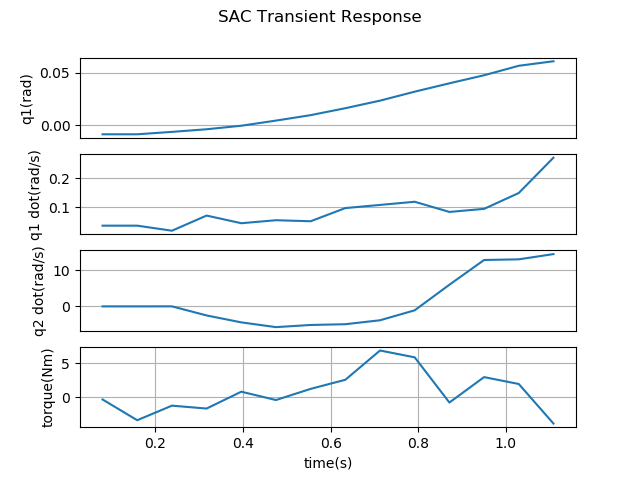 SAC Transient Response
q1(rad)
0.05
0.00
q1 dot(rad/s)
0.2
0.1
q2 dot(rad/s)
10
0
torque(Nm)
5
0
0.2 0.4 0.6 0.8 1.0
time(s)